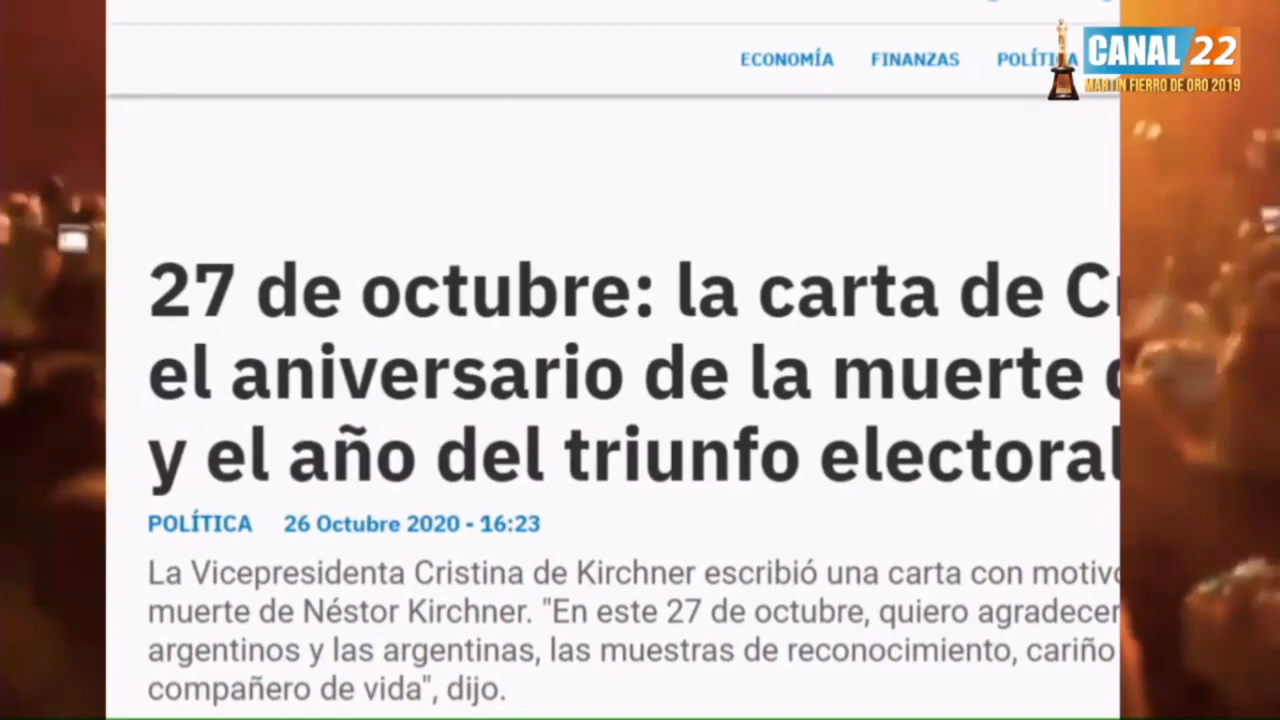 ECONOMÍA FINANZAS
CANAL 22
MARTÍN FIERRO DE ORO 2019
27 de octubre: la carta de
el aniversario de la muerte
y el año del triunfo electoral
POLÍTICA 26 Octubre 2020 - 16:23
La Vicepresidenta Cristina de Kirchner escribió una carta con
muerte de Néstor Kirchner. "En este 27 de octubre, quiero agradecer
argentinos y las argentinas, las muestras de reconocimiento, cariño
compañero de vida", dijo.